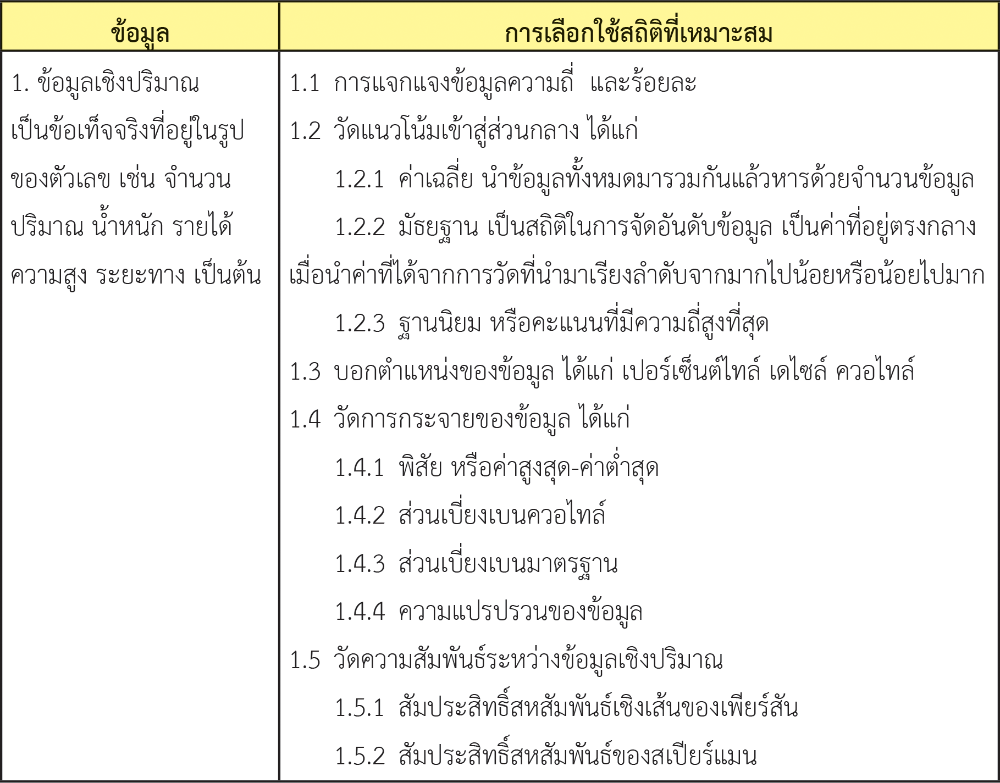 ข้อมูล
การเลือกใช้สถิติที่เหมาะสม
1. ข้อมูลเชิงปริมาณ
เป็นข้อเท็จจริงที่อยู่ในรูป
ของตัวเลข เช่น จำนวน
ปริมาณ น้ำหนัก รายได้
ความสูง ระยะทาง เป็นต้น
1.1 การแจกแจงข้อมูลความถี่ และร้อยละ
1.2 วัดแนวโน้มเข้าสู่ส่วนกลาง ได้แก่
1.2.1 ค่าเฉลี่ย นำข้อมูลทั้งหมดมารวมกันแล้วหารด้วยจำนวนข้อมูล
1.2.2 มัธยฐาน เป็นสถิติในการจัดอันดับข้อมูล เป็นค่าที่อยู่ตรงกลาง
เมื่อนำค่าที่ได้จากการวัดที่นำมาเรียงลำดับจากมากไปน้อยหรือน้อยไปมาก
1.2.3 ฐานนิยม หรือคะแนนที่มีความถี่สูงที่สุด
1.3 บอกตำแหน่งของข้อมูล ได้แก่ เปอร์เซ็นต์ไทล์ เดไซล์ ควอไทล์
1.4 วัดการกระจายของข้อมูล ได้แก่
1.4.1 พิสัย หรือค่าสูงสุด-ค่าต่ำสุด
1.4.2 ส่วนเบี่ยงเบนควอไทล์
1.4.3 ส่วนเบี่ยงเบนมาตรฐาน
1.4.4 ความแปรปรวนของข้อมูล
1.5 วัดความสัมพันธ์ระหว่างข้อมูลเชิงปริมาณ
1.5.1 สัมประสิทธิ์สหสัมพันธ์เชิงเส้นของเพียร์สัน
1.5.2 สัมประสิทธิ์สหสัมพันธ์ของสเปียร์แมน